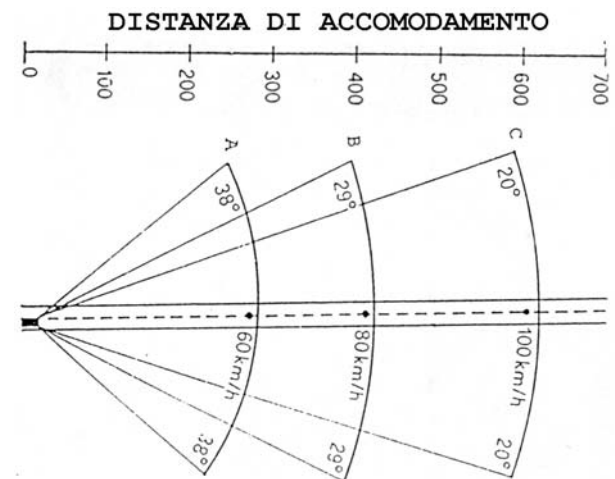 DISTANZA DI ACCOMODAMENTO
0 100 200 300 400 500 600 700
A B C
38° 29° 20°
60km/h 80km/h 100km/h
38° 29° 20°